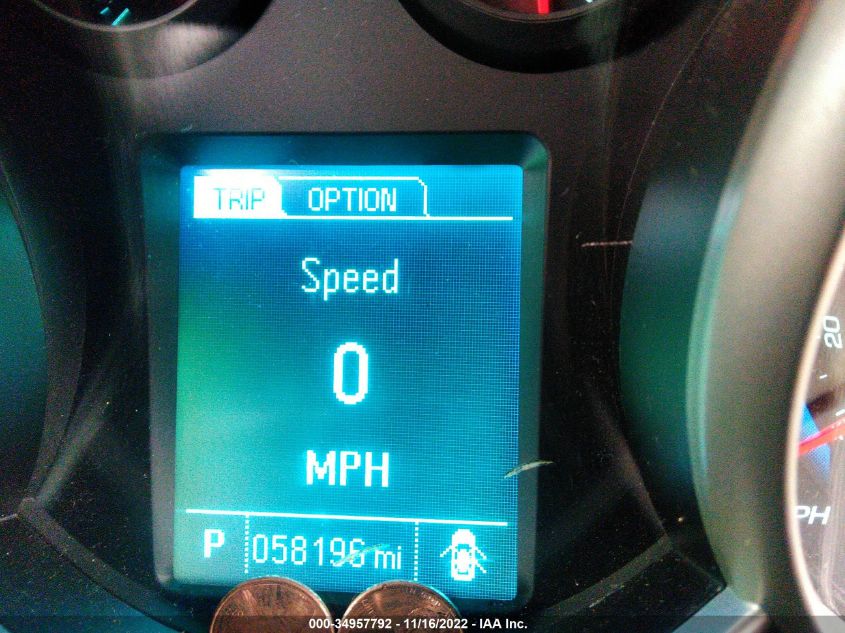 TRIP OPTION
Speed
0
MPH
P 058196 mi
20
PH
000-34957792 - 11/16/2022 - IAA Inc.